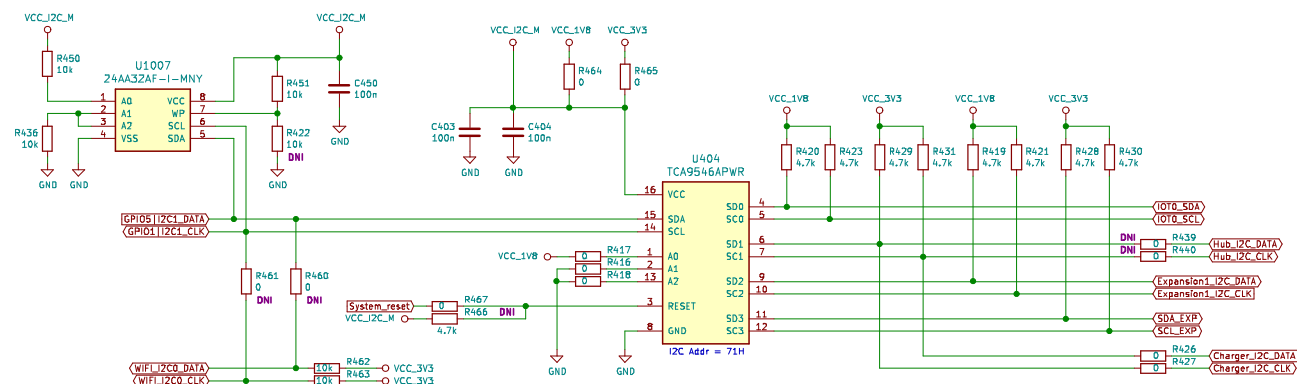 VCC_I2C_M
VCC_I2C_M
R450
10k
U1007
24AA32AF-I-MNY
R451
10k
C450
100n
1 A0 VCC 8
2 A1 WP 7
3 A2 SCL 6
4 VSS SDA 5
R436
10k
R422
10k
DNI
GND
GND
GND
GND
VCC_I2C_M
VCC_1V8
VCC_3V3
R464
0
R465
0
C403
100n
C404
100n
GND
GND
U404
TCA9546APWR
16 VCC
15 SDA
14 SCL
1 A0
2 A1
13 A2
3 RESET
8 GND
SD0 4
SC0 5
SD1 6
SC1 7
SD2 9
SC2 10
SD3 11
SC3 12
I2C Addr = 71H
VCC_1V8
VCC_3V3
VCC_1V8
VCC_3V3
R420
4.7k
R423
4.7k
R429
4.7k
R431
4.7k
R419
4.7k
R421
4.7k
R428
4.7k
R430
4.7k
GPIO5|I2C1_DATA
GPIO1|I2C1_CLK
R461
0
DNI
R460
0
DNI
VCC_1V8
0 R417
0 R416
0 R418
System_reset
0 R467
VCC_I2C_M
R466
4.7k
DNI
GND
GND
WIFI_I2C0_DATA
10k R462
VCC_3V3
WIFI_I2C0_CLK
10k R463
VCC_3V3
IOT0_SDA
IOT0_SCL
DNI 0 R439
Hub_I2C_DATA
DNI 0 R440
Hub_I2C_CLK
Expansion1_I2C_DATA
Expansion1_I2C_CLK
SDA_EXP
SCL_EXP
0 R426
Charger_I2C_DATA
0 R427
Charger_I2C_CLK